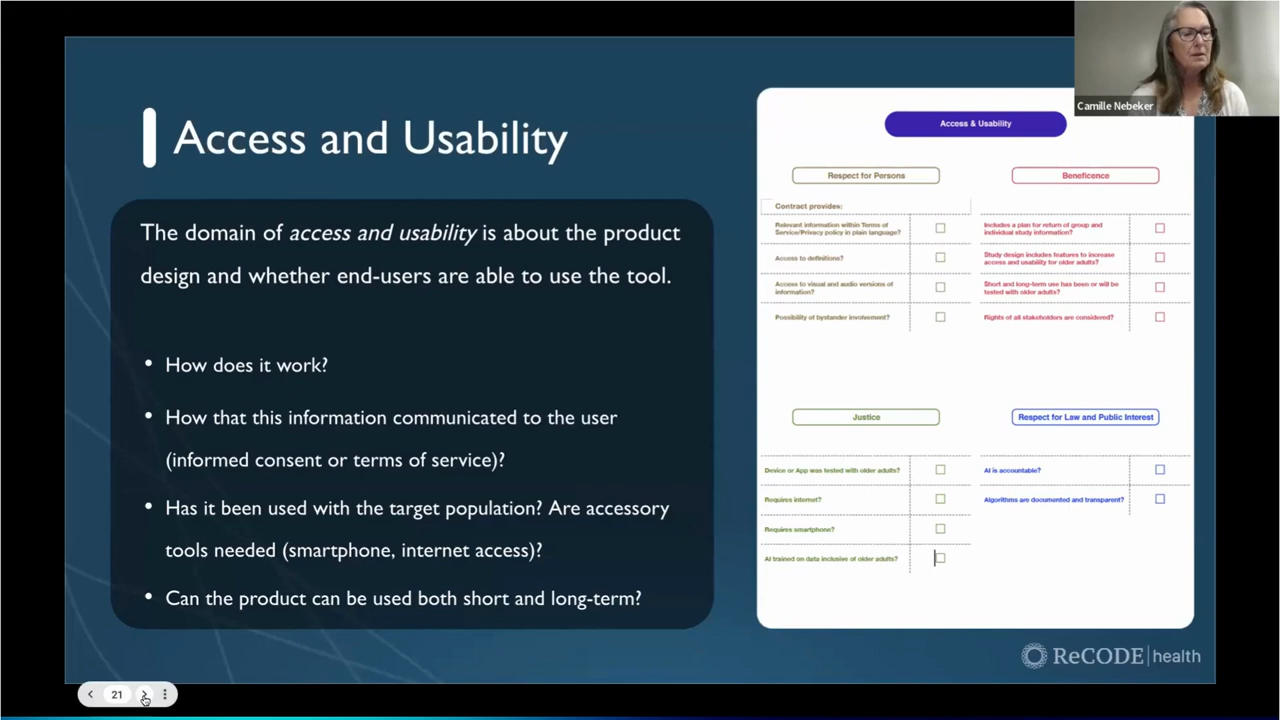 Access and Usability
The domain of access and usability is about the product
design and whether end-users are able to use the tool.
• How does it work?
• How that this information communicated to the user
(informed consent or terms of service)?
• Has it been used with the target population? Are accessory
tools needed (smartphone, internet access)?
• Can the product can be used both short and long-term?
Access & Usability
Respect for Persons
Contract provides:
Relevant information within Terms of
Service/Privacy policy in plain language?
Access to definitions?
Access to visual and audio versions of
information?
Possibility of bystander involvement?
Beneficence
Includes a plan for return of group and
individual study information?
Study design includes features to increase
access and usability for older adults?
Short and long-term use has been or will be
tested with older adults?
Rights of all stakeholders are considered?
Justice
Device or App was tested with older adults?
Requires internet?
Requires smartphone?
AI trained on data inclusive of older adults?
Respect for Law and Public Interest
AI is accountable?
Algorithms are documented and transparent?
Camille Nebeker
ReCODE health
21